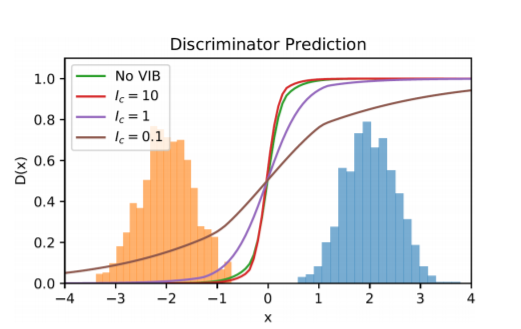 Discriminator Prediction
D(x)
1.0
0.8
0.6
0.4
0.2
0.0
No VIB
I_c = 10
I_c = 1
I_c = 0.1
−4 −3 −2 −1 0 1 2 3 4
x